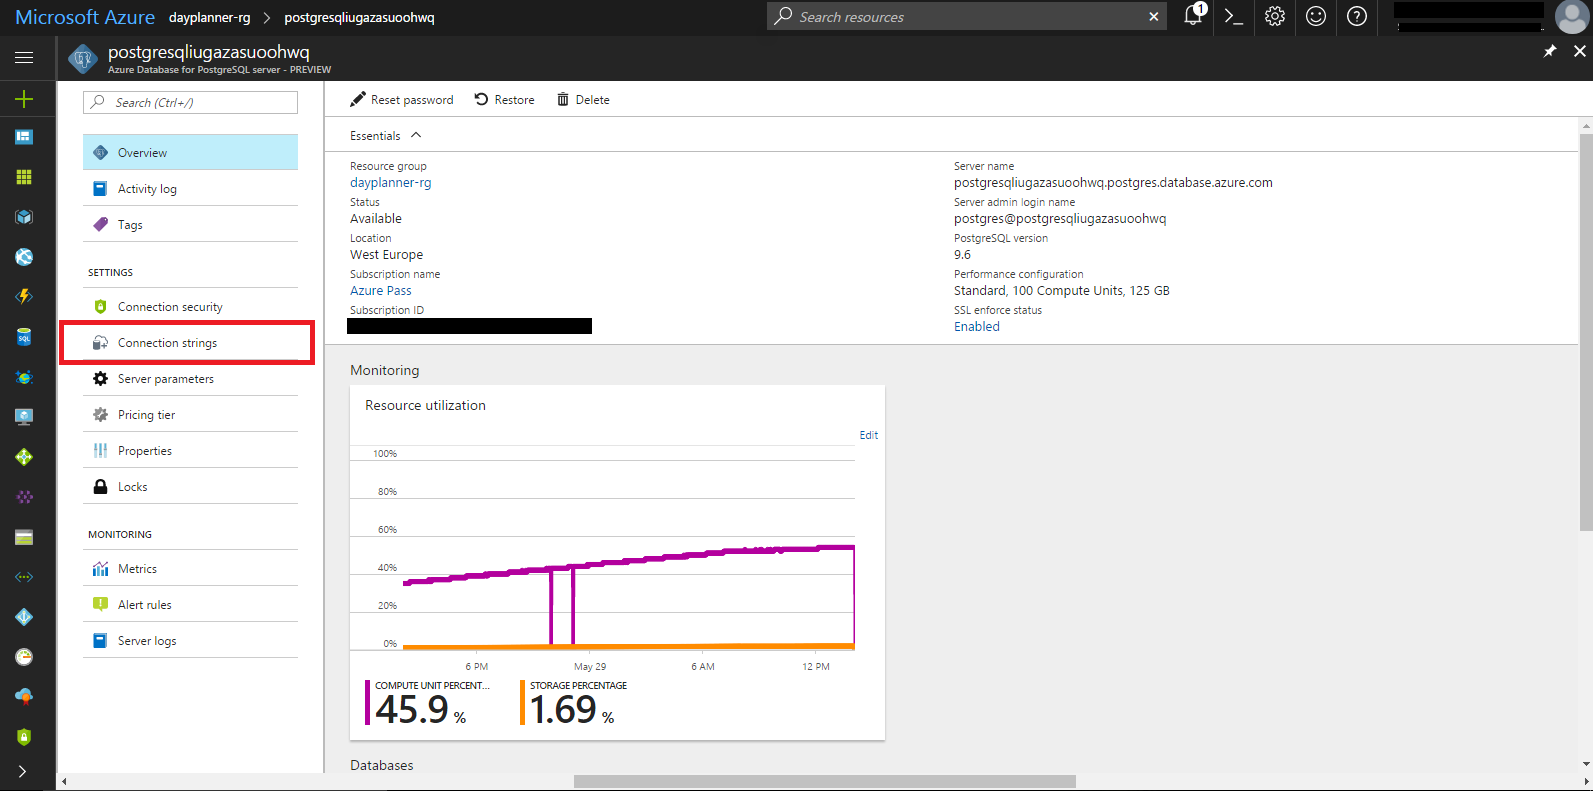 Microsoft Azure dayplanner-rg > postgresqliugazasuoohwq
Search resources
1
postgresqliugazasuoohwq
Azure Database for PostgreSQL server - PREVIEW
Search (Ctrl+/)
Overview
Activity log
Tags
SETTINGS
Connection security
Connection strings
Server parameters
Pricing tier
Properties
Locks
MONITORING
Metrics
Alert rules
Server logs
SQL
Reset password Restore Delete
Essentials
Resource group
dayplanner-rg
Status
Available
Location
West Europe
Subscription name
Azure Pass
Subscription ID
Server name
postgresqliugazasuoohwq.postgres.database.azure.com
Server admin login name
postgres@postgresqliugazasuoohwq
PostgreSQL version
9.6
Performance configuration
Standard, 100 Compute Units, 125 GB
SSL enforce status
Enabled
Monitoring
Resource utilization
Edit
100%
80%
60%
40%
20%
0%
6 PM May 29 6 AM 12 PM
COMPUTE UNIT PERCENT...
45.9 %
STORAGE PERCENTAGE
1.69 %
Databases